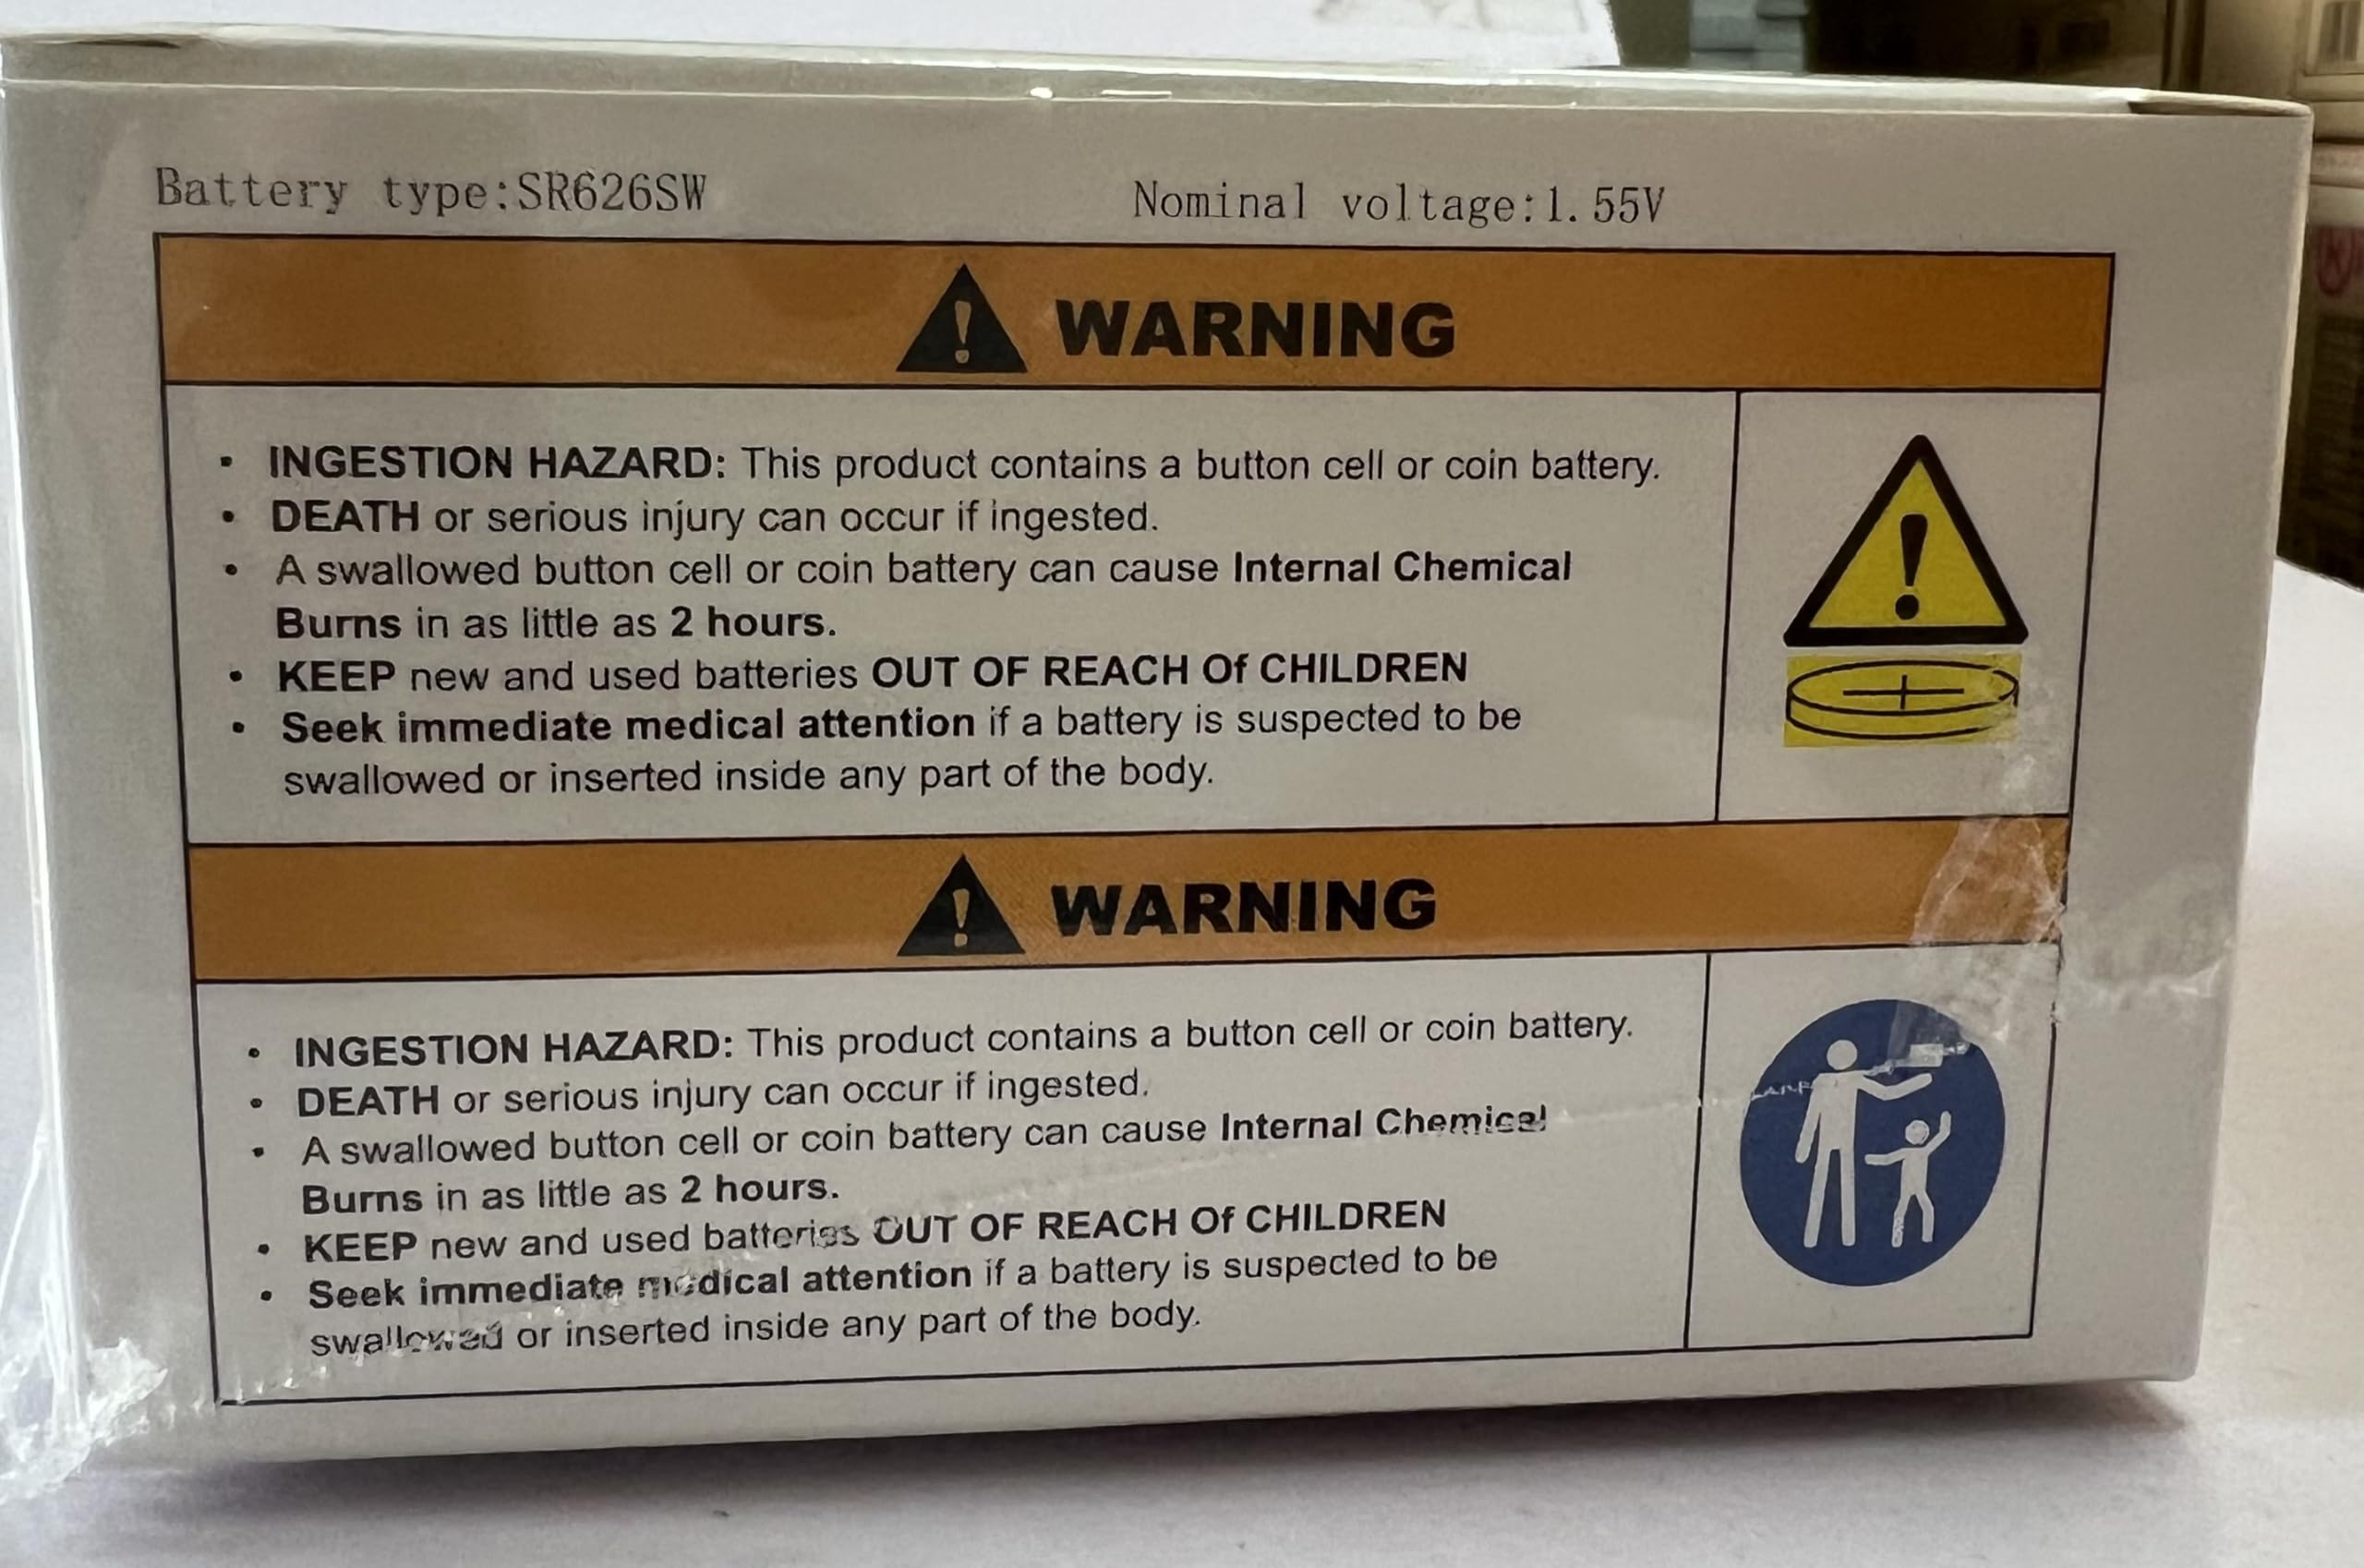 Battery type:SR626SW
Nominal voltage:1.55V
WARNING
• INGESTION HAZARD: This product contains a button cell or coin battery.
• DEATH or serious injury can occur if ingested.
• A swallowed button cell or coin battery can cause Internal Chemical
Burns in as little as 2 hours.
• KEEP new and used batteries OUT OF REACH Of CHILDREN
• Seek immediate medical attention if a battery is suspected to be
swallowed or inserted inside any part of the body.
WARNING
• INGESTION HAZARD: This product contains a button cell or coin battery.
• DEATH or serious injury can occur if ingested.
• A swallowed button cell or coin battery can cause Internal Chemical
Burns in as little as 2 hours.
• KEEP new and used batteries OUT OF REACH Of CHILDREN
• Seek immediate medical attention if a battery is suspected to be
swallowed or inserted inside any part of the body.